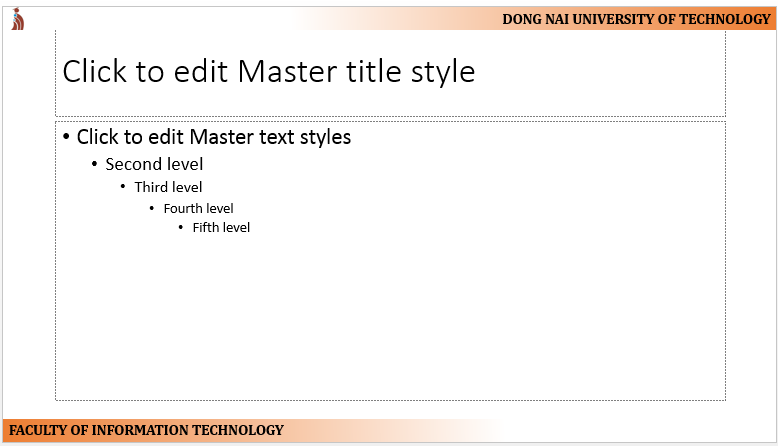 DONG NAI UNIVERSITY OF TECHNOLOGY
Click to edit Master title style
• Click to edit Master text styles
• Second level
• Third level
• Fourth level
• Fifth level
FACULTY OF INFORMATION TECHNOLOGY